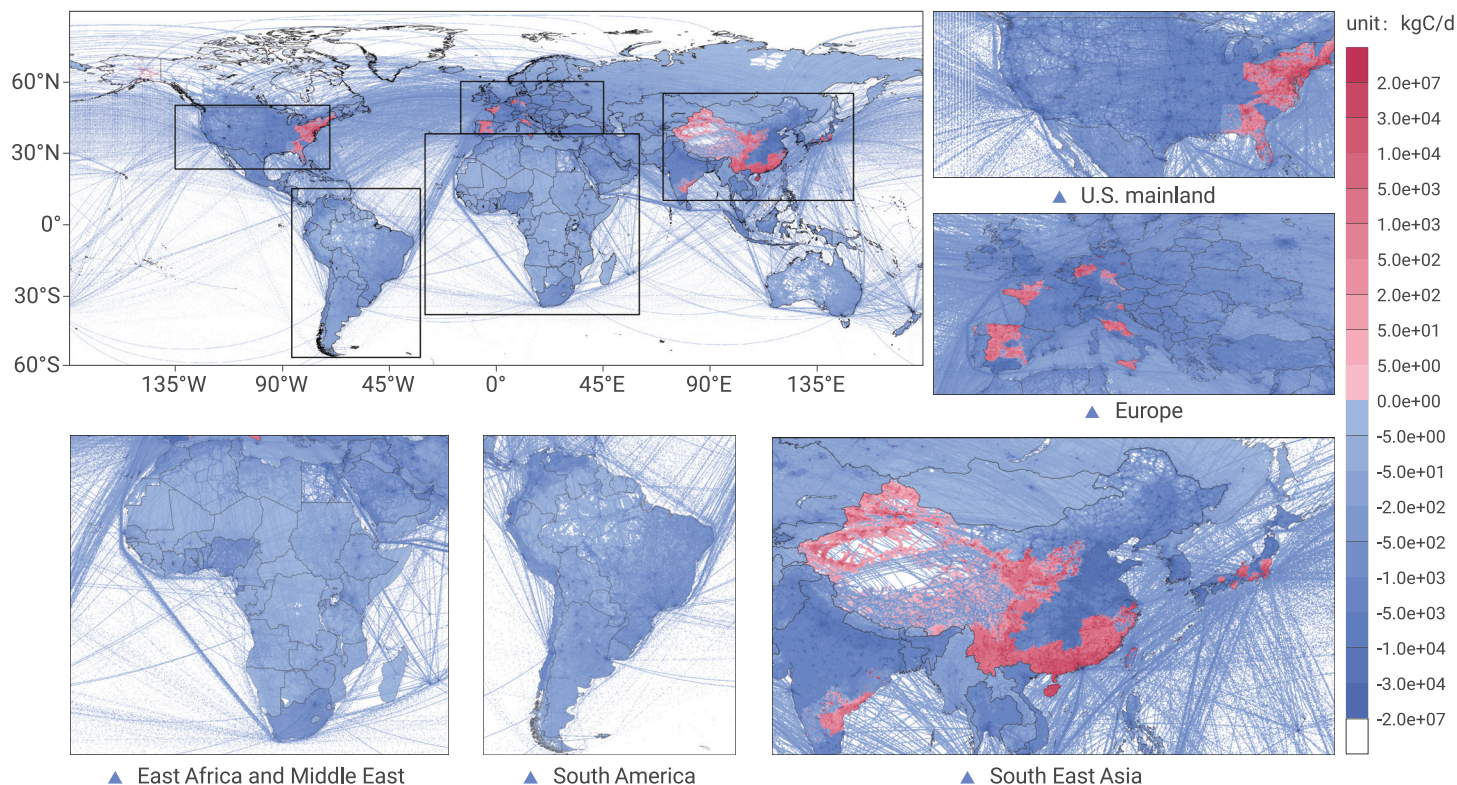 unit: kgC/d
60°N
30°N
0°
30°S
60°S
135°W
90°W
45°W
0°
45°E
90°E
135°E
▲ U.S. mainland
▲ Europe
▲ East Africa and Middle East
▲ South America
▲ South East Asia
2.0e+07
3.0e+04
1.0e+04
5.0e+03
1.0e+03
5.0e+02
2.0e+02
5.0e+01
5.0e+00
0.0e+00
-5.0e+00
-5.0e+01
-2.0e+02
-5.0e+02
-1.0e+03
-5.0e+03
-1.0e+04
-3.0e+04
-2.0e+07